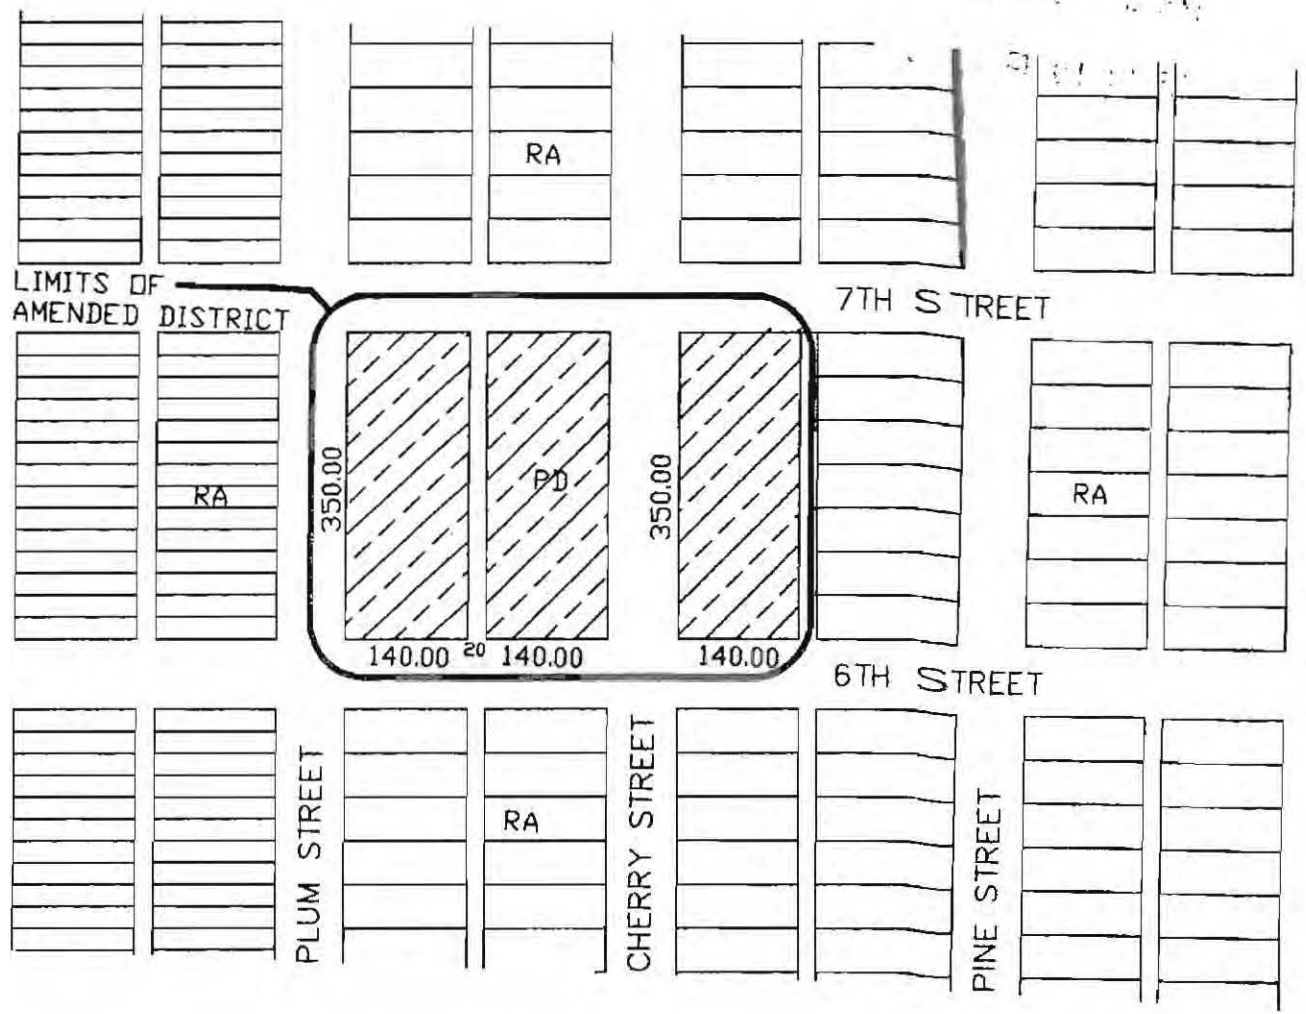 RA
LIMITS OF
AMENDED DISTRICT
7TH STREET
350.00
350.00
RA
PD
RA
140.00 20 140.00
140.00
6TH STREET
PLUM STREET
RA
CHERRY STREET
PINE STREET